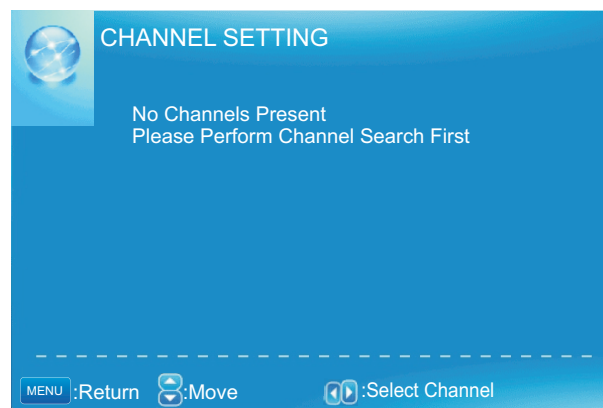 CHANNEL SETTING
No Channels Present
Please Perform Channel Search First
MENU :Return :Move :Select Channel